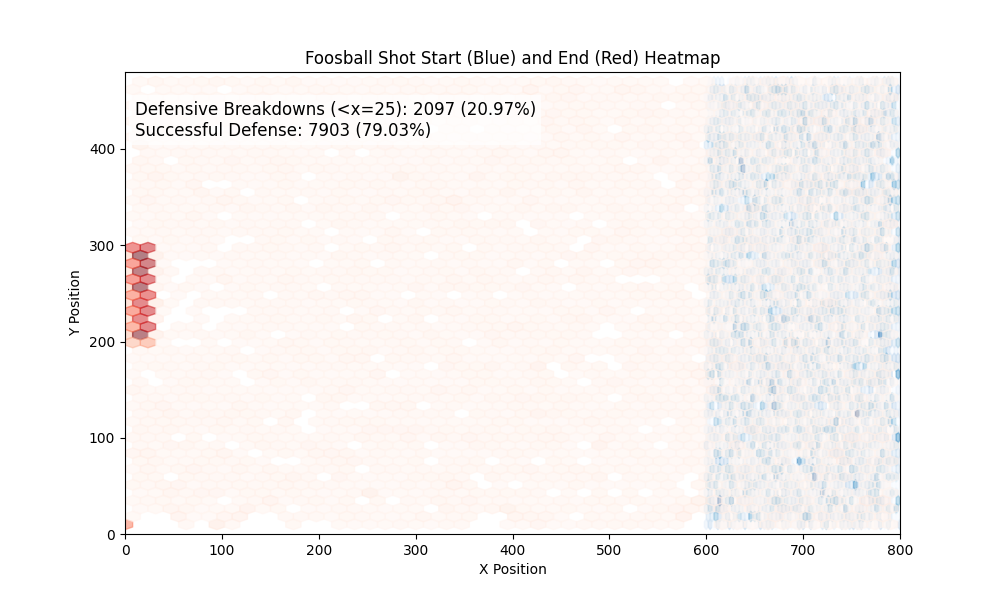 Foosball Shot Start (Blue) and End (Red) Heatmap
Defensive Breakdowns (<x=25): 2097 (20.97%)
Successful Defense: 7903 (79.03%)
400
300
200
100
0
Y Position
0 100 200 300 400 500 600 700 800
X Position